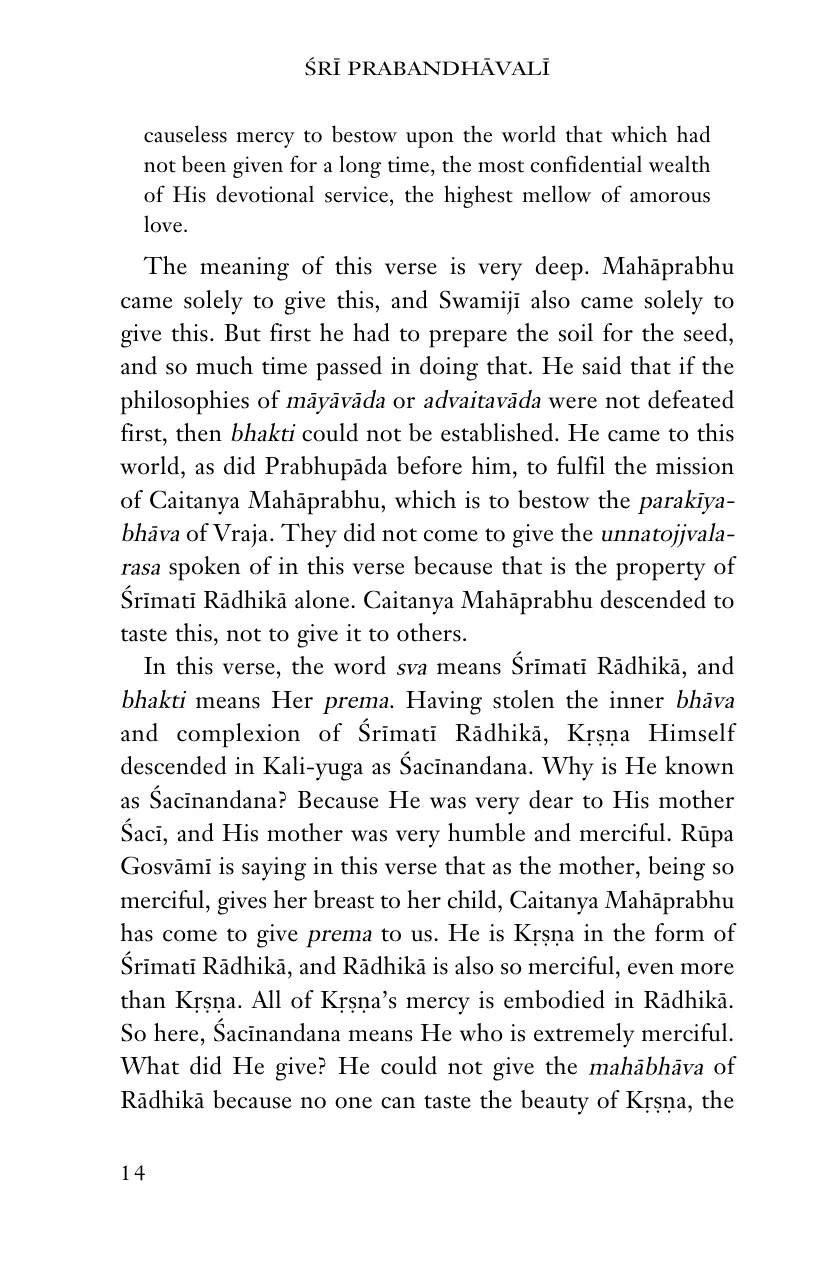 ŚRĪ PRABANDHĀVALĪ
causeless mercy to bestow upon the world that which had
not been given for a long time, the most confidential wealth
of His devotional service, the highest mellow of amorous
love.
The meaning of this verse is very deep. Mahāprabhu
came solely to give this, and Swamijī also came solely to
give this. But first he had to prepare the soil for the seed,
and so much time passed in doing that. He said that if the
philosophies of māyāvāda or advaitavāda were not defeated
first, then bhakti could not be established. He came to this
world, as did Prabhupāda before him, to fulfil the mission
of Caitanya Mahāprabhu, which is to bestow the parakīya-
bhāva of Vraja. They did not come to give the unnatojjvala-
rasa spoken of in this verse because that is the property of
Śrīmatī Rādhikā alone. Caitanya Mahāprabhu descended to
taste this, not to give it to others.
In this verse, the word sva means Śrīmatī Rādhikā, and
bhakti means Her prema. Having stolen the inner bhāva
and complexion of Śrīmatī Rādhikā, Kṛṣṇa Himself
descended in Kali-yuga as Śacīnandana. Why is He known
as Śacīnandana? Because He was very dear to His mother
Śacī, and His mother was very humble and merciful. Rūpa
Gosvāmī is saying in this verse that as the mother, being so
merciful, gives her breast to her child, Caitanya Mahāprabhu
has come to give prema to us. He is Kṛṣṇa in the form of
Śrīmatī Rādhikā, and Rādhikā is also so merciful, even more
than Kṛṣṇa. All of Kṛṣṇa’s mercy is embodied in Rādhikā.
So here, Śacīnandana means He who is extremely merciful.
What did He give? He could not give the mahābhāva of
Rādhikā because no one can taste the beauty of Kṛṣṇa, the
14